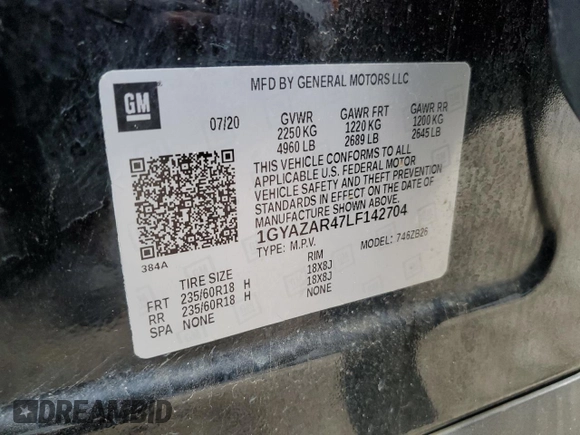 MFD BY GENERAL MOTORS LLC
GM
07/20 GVWR GAWR FRT GAWR RR
2250 KG 1220 KG 1200 KG
4960 LB 2689 LB 2645 LB
THIS VEHICLE CONFORMS TO ALL
APPLICABLE U.S. FEDERAL MOTOR
VEHICLE SAFETY AND THEFT PREVENTION
STANDARDS IN EFFECT ON THE DATE OF
MANUFACTURE SHOWN ABOVE.
1GYAZAR47LF142704
384A
TYPE: M.P.V. MODEL: 746ZB26
TIRE SIZE RIM
FRT 235/60R18 H 18X8J
RR 235/60R18 H 18X8J
SPA NONE NONE
DREAMBID